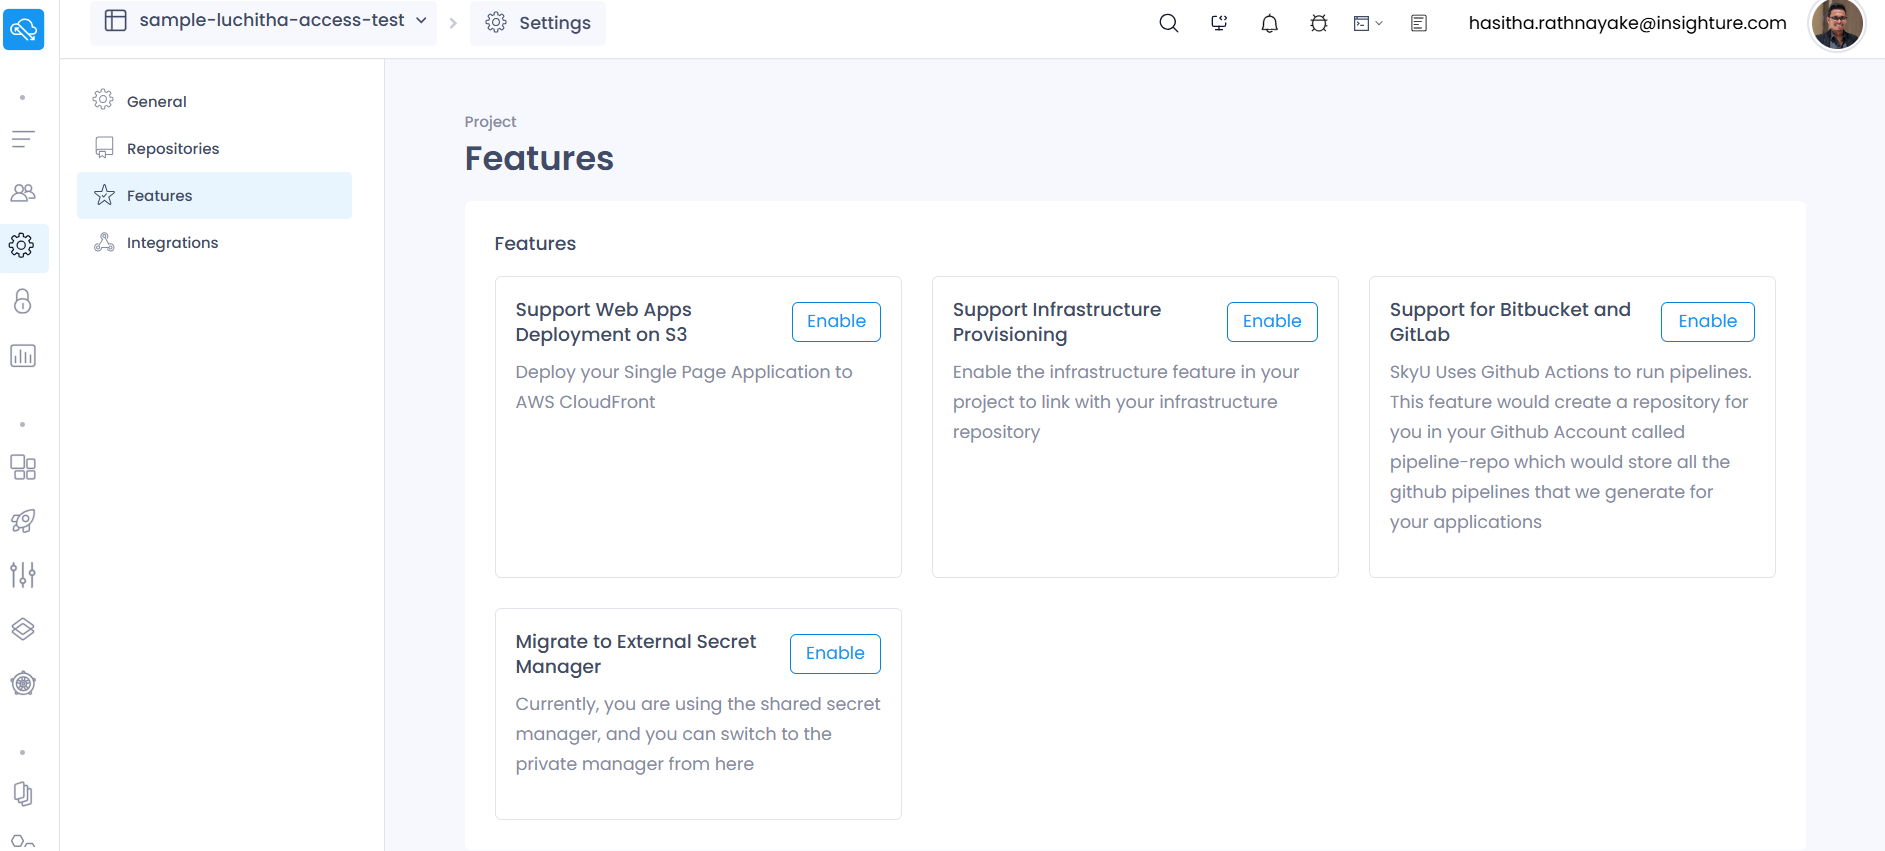 sample-luchitha-access-test
Settings
hasitha.rathnayake@insighture.com
General
Repositories
Features
Integrations
Project
Features
Features
Support Web Apps
Deployment on S3
Enable
Deploy your Single Page Application to
AWS CloudFront
Support Infrastructure
Provisioning
Enable
Enable the infrastructure feature in your
project to link with your infrastructure
repository
Support for Bitbucket and
GitLab
Enable
SkyU Uses Github Actions to run pipelines.
This feature would create a repository for
you in your Github Account called
pipeline-repo which would store all the
github pipelines that we generate for
your applications
Migrate to External Secret
Manager
Enable
Currently, you are using the shared secret
manager, and you can switch to the
private manager from here